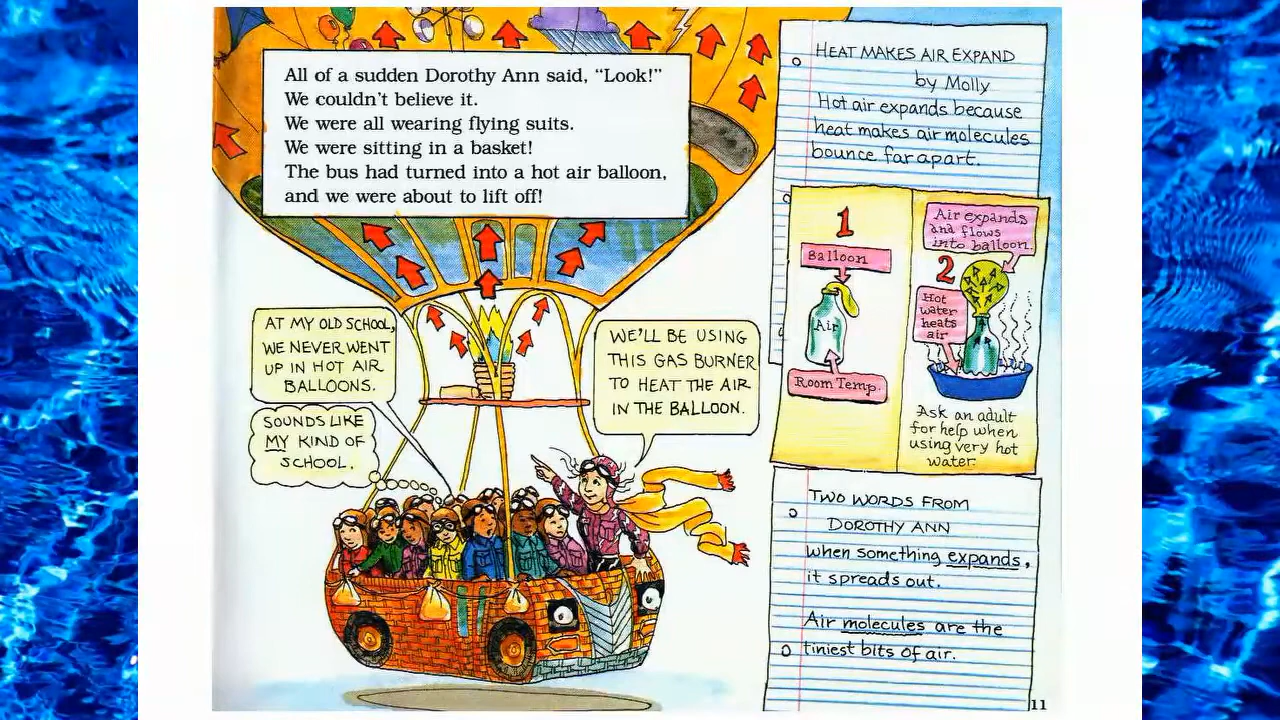 All of a sudden Dorothy Ann said, “Look!”
We couldn't believe it.
We were all wearing flying suits.
We were sitting in a basket!
The bus had turned into a hot air balloon,
and we were about to lift off!
AT MY OLD SCHOOL,
WE NEVER WENT
UP IN HOT AIR
BALLOONS.
SOUNDS LIKE
MY KIND OF
SCHOOL.
WE'LL BE USING
THIS GAS BURNER
TO HEAT THE AIR
IN THE BALLOON.
HEAT MAKES AIR EXPAND
by Molly
Hot air expands because
heat makes air molecules
bounce far apart.
1
Balloon
Air
Room Temp.
Air expands
and flows
into balloon.
2
Hot
water
heats
air
Ask an adult
for help when
using very hot
water.
TWO WORDS FROM
DOROTHY ANN
when something expands,
it spreads out.
Air molecules are the
tiniest bits of air.
11